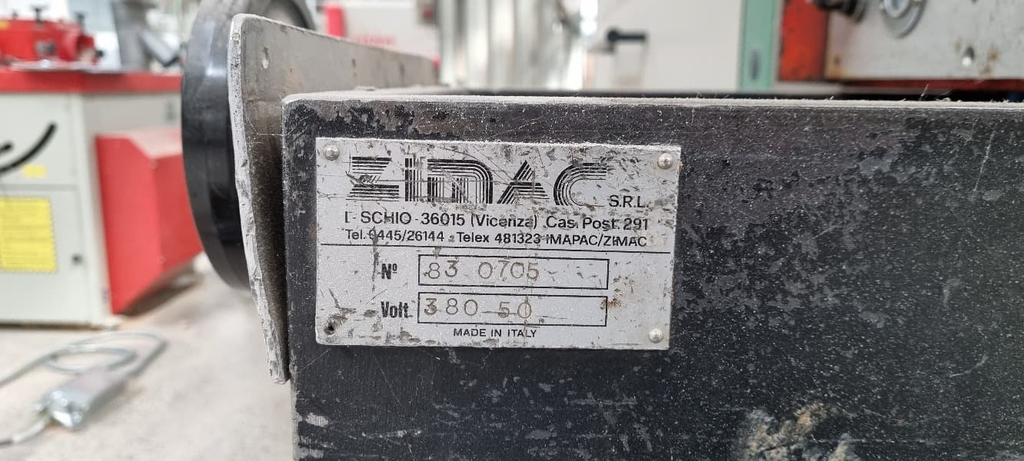 ZIMAC S.R.L.
I - SCHIO - 36015 (Vicenza) Cas. Post. 291
Tel. 0445/26144 - Telex 481323 IMAPAC/ZIMAC
Nº 83 0705
Volt. 380 50
MADE IN ITALY